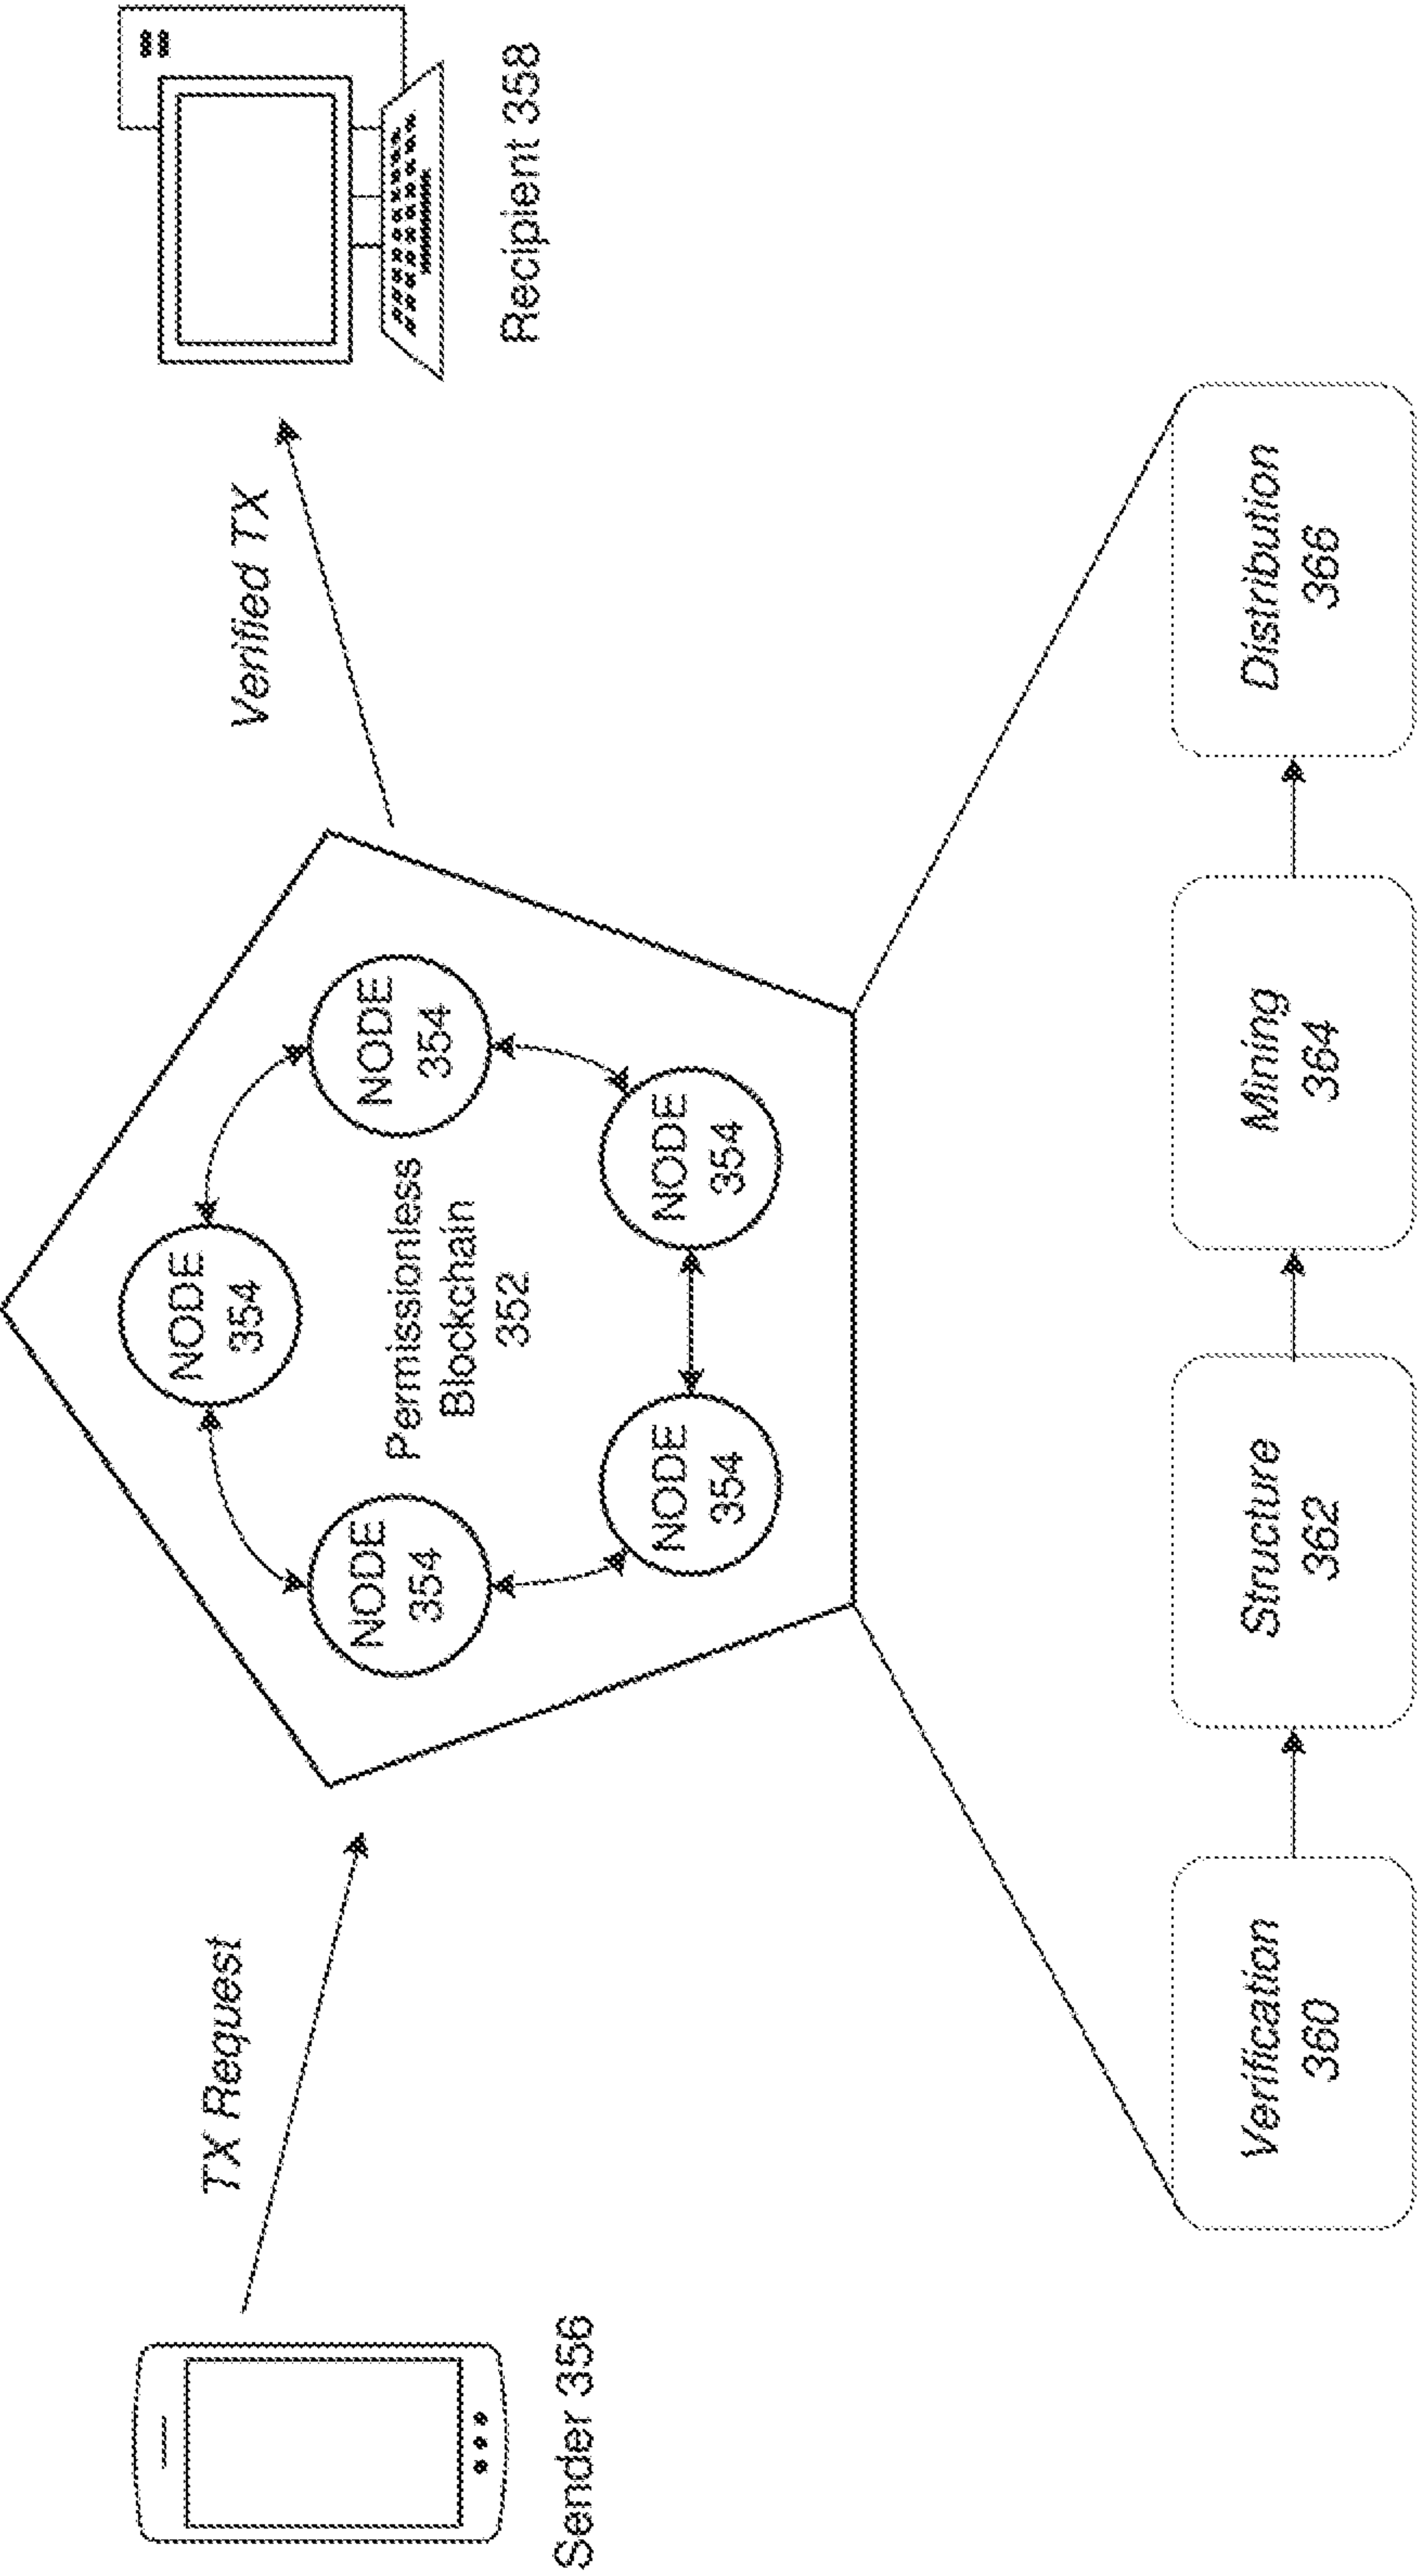 TX Request
Verified TX
Sender 356
Recipient 358
NODE
354
NODE
354
NODE
354
Permissionless
Blockchain
352
NODE
354
NODE
354
Verification
360
Structure
362
Mining
364
Distribution
366